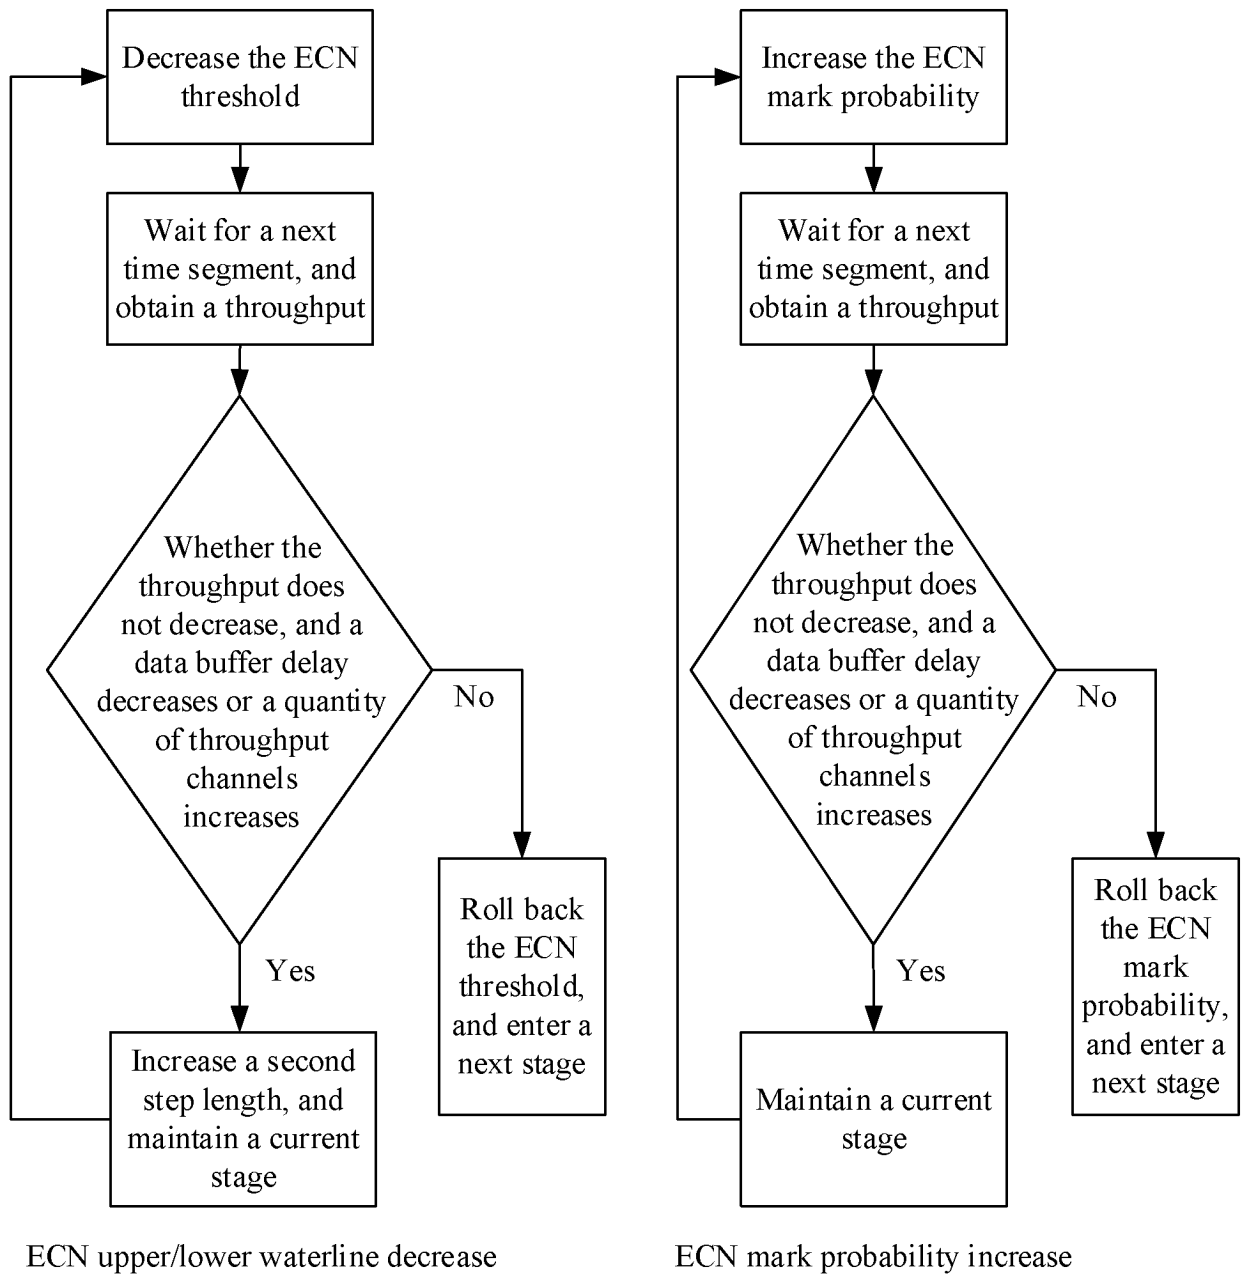 Decrease the ECN
threshold
Wait for a next
time segment, and
obtain a throughput
Whether the
throughput does
not decrease, and a
data buffer delay
decreases or a quantity
of throughput
channels
increases
No
Yes
Roll back
the ECN
threshold,
and enter a
next stage
Increase a second
step length, and
maintain a current
stage
ECN upper/lower waterline decrease
Increase the ECN
mark probability
Wait for a next
time segment, and
obtain a throughput
Whether the
throughput does
not decrease, and a
data buffer delay
decreases or a quantity
of throughput
channels
increases
No
Yes
Roll back
the ECN
mark
probability,
and enter a
next stage
Maintain a current
stage
ECN mark probability increase